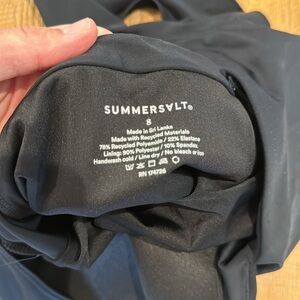 SUMMERSALT®
8
Made in Sri Lanka
Made with Recycled Materials
78% Recycled Polyamide / 22% Elastane
Lining: 90% Polyester / 10% Spandex
Handwash cold / Line dry / No bleach or iron
RN 174726